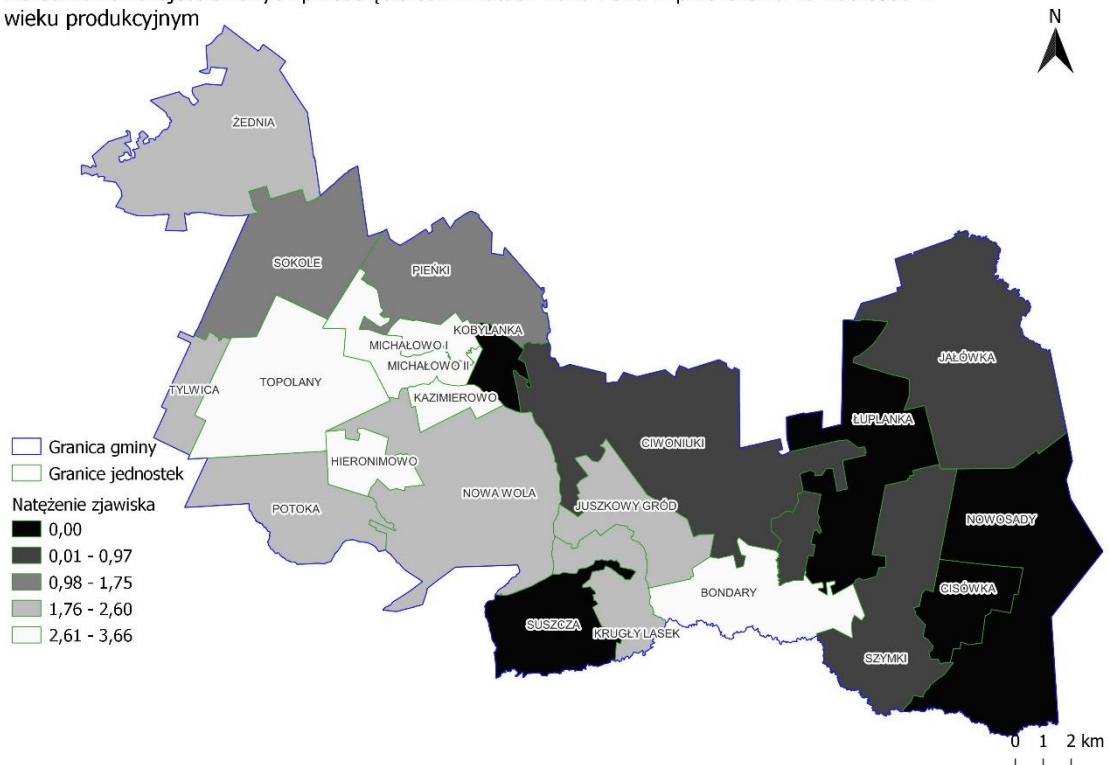 wieku produkcyjnym
N
ŻEDNIA
SOKOLE
PIEŃKI
KOBYLANKA
MICHAŁOWO I
JAŁÓWKA
MICHAŁOWO II
TYLWICA
TOPOLANY
KAZIMIEROWO
ŁUPLANKA
CIWONIUKI
Granica gminy
HIERONIMOWO
Granice jednostek
NOWA WOLA
JUSZKOWY GRÓD
POTOKA
NOWOSADY
Natężenie zjawiska
0,00
0,01 - 0,97
0,98 - 1,75
1,76 - 2,60
2,61 - 3,66
CISÓWKA
BONDARY
SUSZCZA
KRUGŁY LASEK
SZYMKI
0 1 2 km